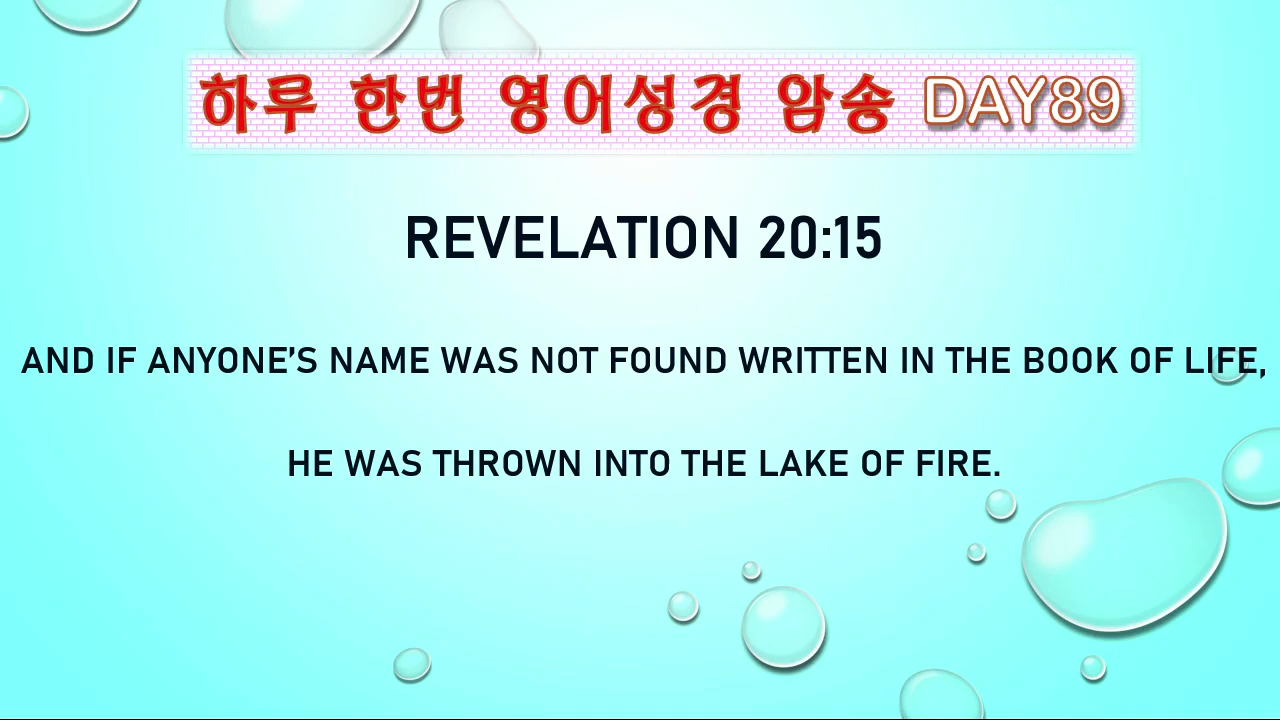 하루 한번 영어성경 암송 DAY89
REVELATION 20:15
AND IF ANYONE’S NAME WAS NOT FOUND WRITTEN IN THE BOOK OF LIFE,
HE WAS THROWN INTO THE LAKE OF FIRE.